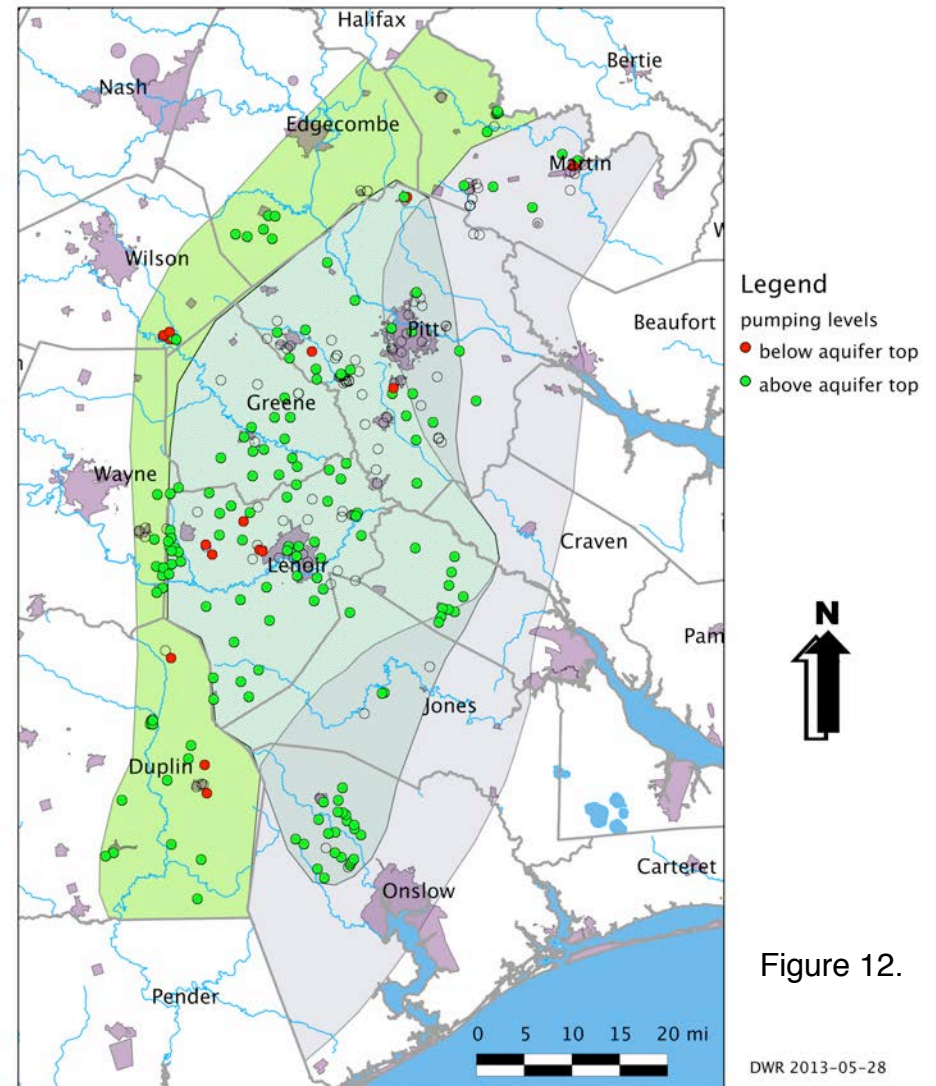 Halifax
Bertie
Nash
Edgecombe
Martin
W
Wilson
Legend
pumping levels
Beaufort
Pitt
below aquifer top
above aquifer top
Greene
Wayne
Craven
Lenoir
N
Pam
Jones
Duplin
Carteret
Onslow
Figure 12.
Pender
0 5 10 15 20 mi
DWR 2013-05-28